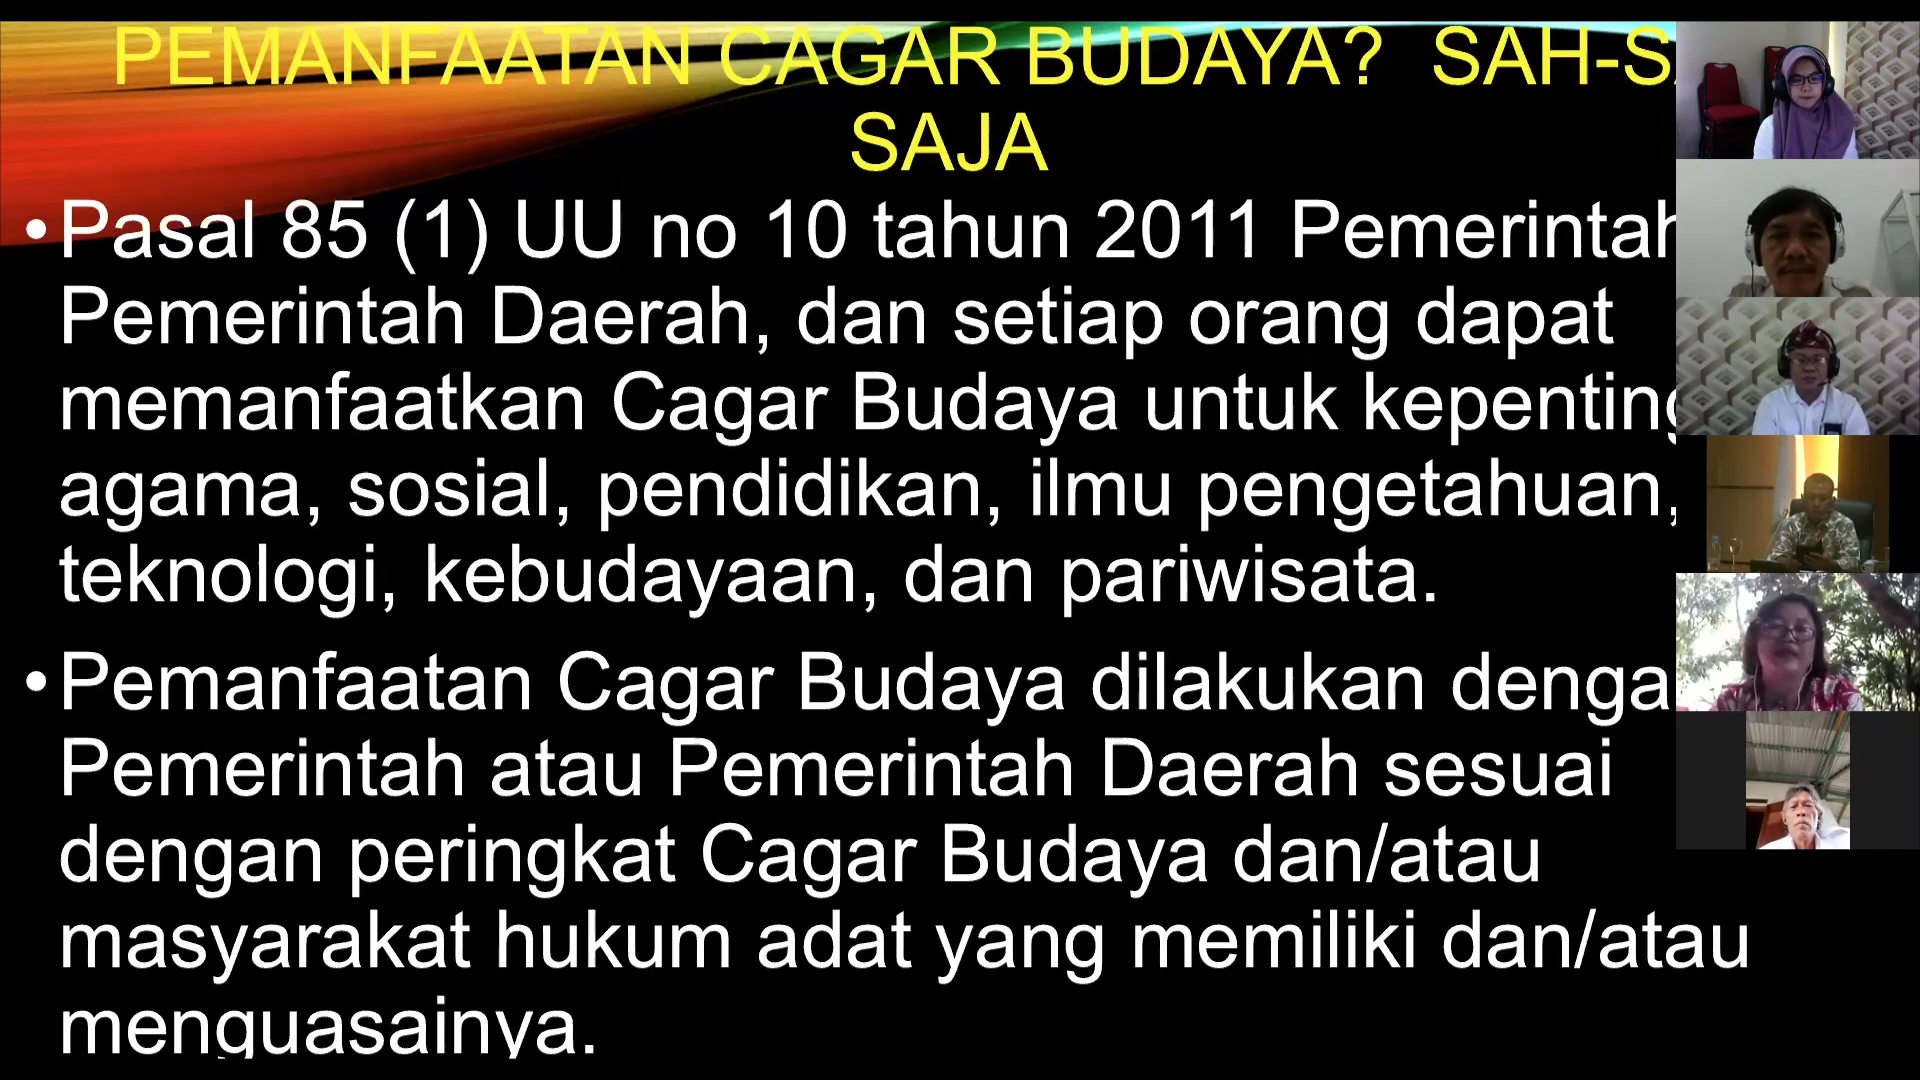 PEMANFAATAN CAGAR BUDAYA? SAH-S
SAJA
•Pasal 85 (1) UU no 10 tahun 2011 Pemerintah
Pemerintah Daerah, dan setiap orang dapat
memanfaatkan Cagar Budaya untuk kepenting
agama, sosial, pendidikan, ilmu pengetahuan,
teknologi, kebudayaan, dan pariwisata.
•Pemanfaatan Cagar Budaya dilakukan denga
Pemerintah atau Pemerintah Daerah sesuai
dengan peringkat Cagar Budaya dan/atau
masyarakat hukum adat yang memiliki dan/atau
menguasainya.